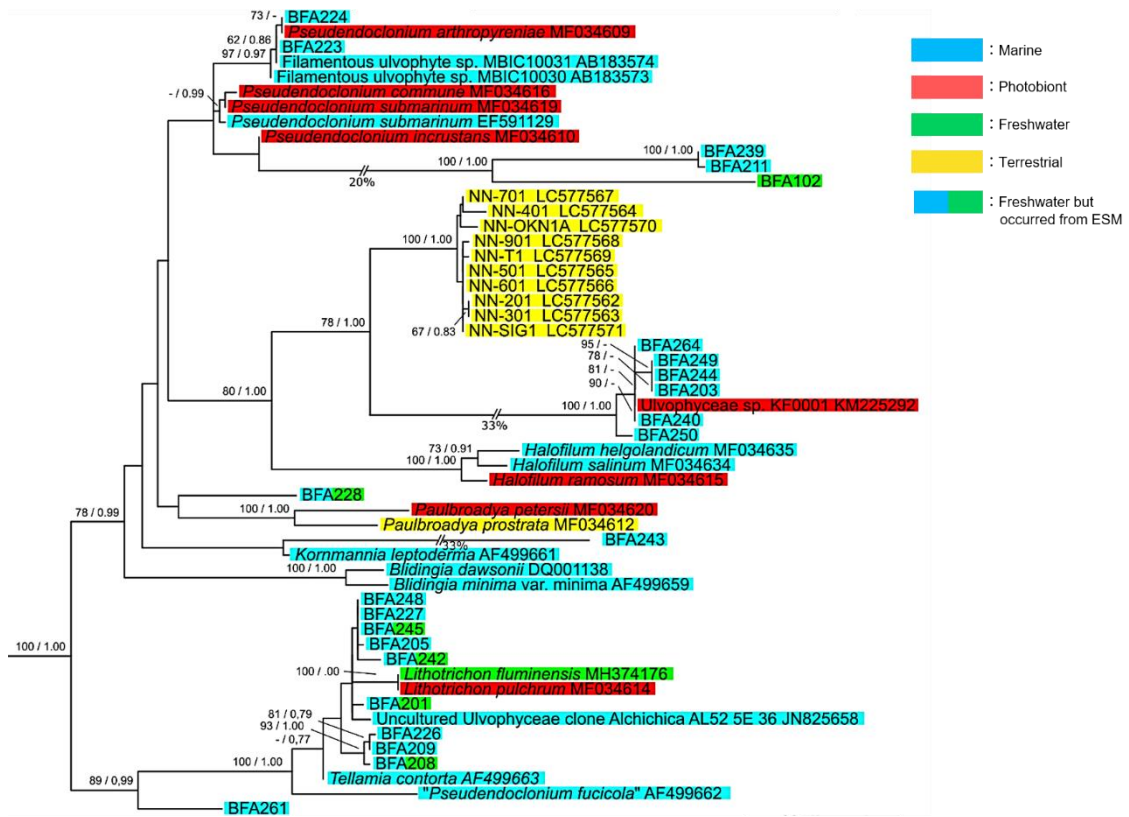 73 / -
BFA224
Pseudendoclonium arthropyreniae MF034609
62 / 0.86
BFA223
97 / 0.97
Filamentous ulvophyte sp. MBIC10031 AB183574
Filamentous ulvophyte sp. MBIC10030 AB183573
Pseudendoclonium commune MF034616
- / 0.99
Pseudendoclonium submarinum MF034619
Pseudendoclonium submarinum EF591129
Pseudendoclonium incrustans MF034610
100 / 1.00
BFA239
100 / 1.00
BFA211
20%
BFA102
NN-701 LC577567
NN-401 LC577564
NN-OKN1A LC577570
100 / 1.00
NN-901 LC577568
NN-T1 LC577569
NN-501 LC577565
NN-601 LC577566
NN-201 LC577562
NN-301 LC577563
78 / 1.00
67 / 0.83
NN-SIG1 LC577571
95 / -
BFA264
78 / -
BFA249
81 / -
BFA244
90 / -
BFA203
80 / 1.00
100 / 1.00
Ulvophyceae sp. KF0001 KM225292
33%
BFA240
BFA250
73 / 0.91
Halofilum helgolandicum MF034635
100 / 1.00
Halofilum salinum MF034634
Halofilum ramosum MF034615
BFA228
100 / 1.00
Paulbroadya petersii MF034620
78 / 0.99
Paulbroadya prostrata MF034612
33%
BFA243
Kornmannia leptoderma AF499661
100 / 1.00
Blidingia dawsonii DQ001138
Blidingia minima var. minima AF499659
BFA248
BFA227
BFA245
100 / 1.00
BFA205
BFA242
100 / .00
Lithotrichon fluminensis MH374176
Lithotrichon pulchrum MF034614
BFA201
81 / 0,79
Uncultured Ulvophyceae clone Alchichica AL52 5E 36 JN825658
93 / 1.00
BFA226
- / 0,77
BFA209
BFA208
100 / 1.00
Tellamia contorta AF499663
89 / 0,99
"Pseudendoclonium fucicola" AF499662
BFA261
: Marine
: Photobiont
: Freshwater
: Terrestrial
: Freshwater but
occurred from ESM